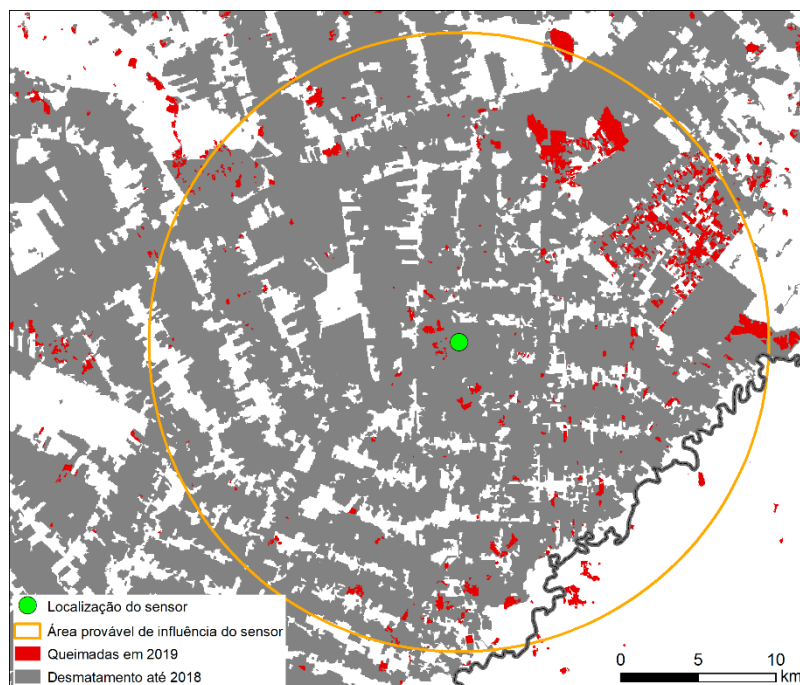 Localização do sensor
Área provável de influência do sensor
Queimadas em 2019
Desmatamento até 2018
0 5 10
km